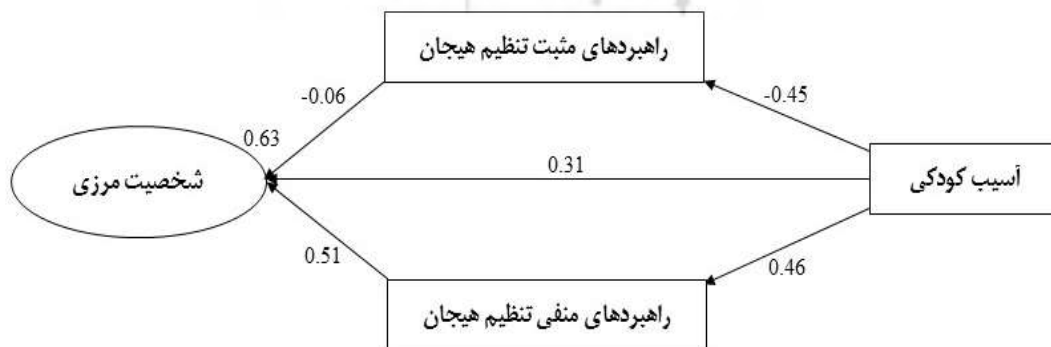 راهبردهای مثبت تنظیم هیجان
-0.06
-0.45
0.63
0.31
آسیب کودکی
شخصیت مرزی
0.51
0.46
راهبردهای منفی تنظیم هیجان